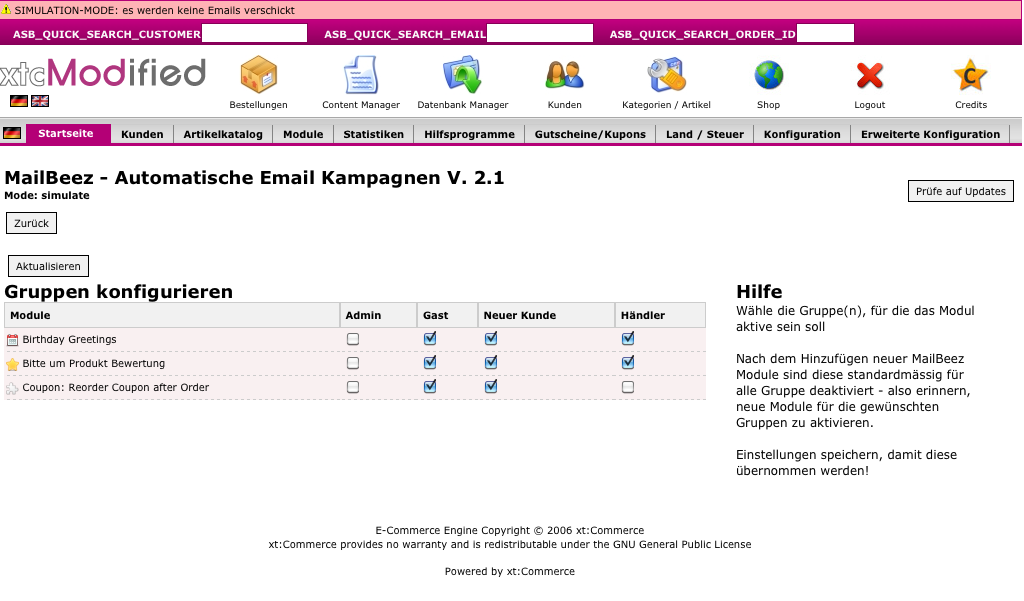 SIMULATION-MODE: es werden keine Emails verschickt
ASB_QUICK_SEARCH_CUSTOMER ASB_QUICK_SEARCH_EMAIL ASB_QUICK_SEARCH_ORDER_ID
xtcModified
Bestellungen Content Manager Datenbank Manager Kunden Kategorien / Artikel Shop Logout Credits
Startseite Kunden Artikelkatalog Module Statistiken Hilfsprogramme Gutscheine/Kupons Land / Steuer Konfiguration Erweiterte Konfiguration
MailBeez - Automatische Email Kampagnen V. 2.1
Mode: simulate
Prüfe auf Updates
Zurück
Aktualisieren
Gruppen konfigurieren
Module Admin Gast Neuer Kunde Händler
Birthday Greetings
Bitte um Produkt Bewertung
Coupon: Reorder Coupon after Order
Hilfe
Wähle die Gruppe(n), für die das Modul
aktive sein soll
Nach dem Hinzufügen neuer MailBeez
Module sind diese standardmässig für
alle Gruppe deaktiviert - also erinnern,
neue Module für die gewünschten
Gruppen zu aktivieren.
Einstellungen speichern, damit diese
übernommen werden!
E-Commerce Engine Copyright © 2006 xt:Commerce
xt:Commerce provides no warranty and is redistributable under the GNU General Public License
Powered by xt:Commerce